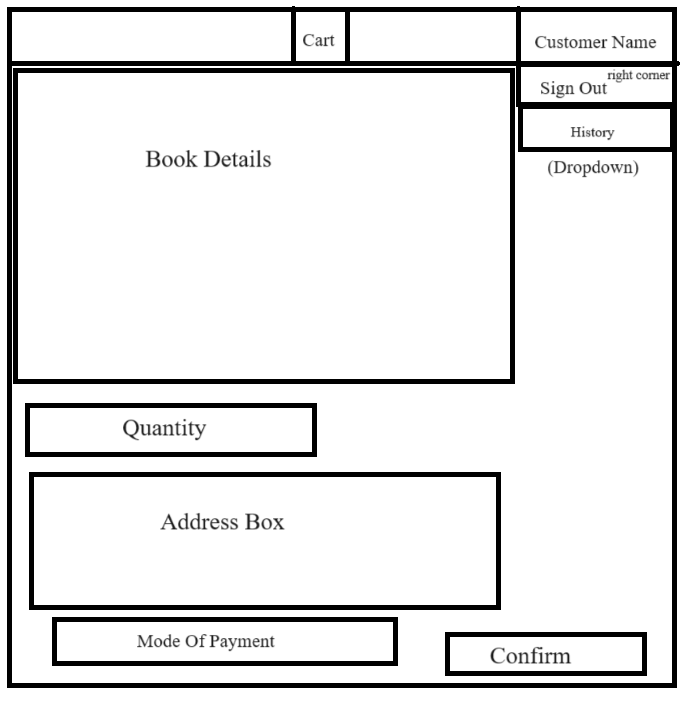 Cart
Customer Name
right corner
Sign Out
Book Details
History
(Dropdown)
Quantity
Address Box
Mode Of Payment
Confirm